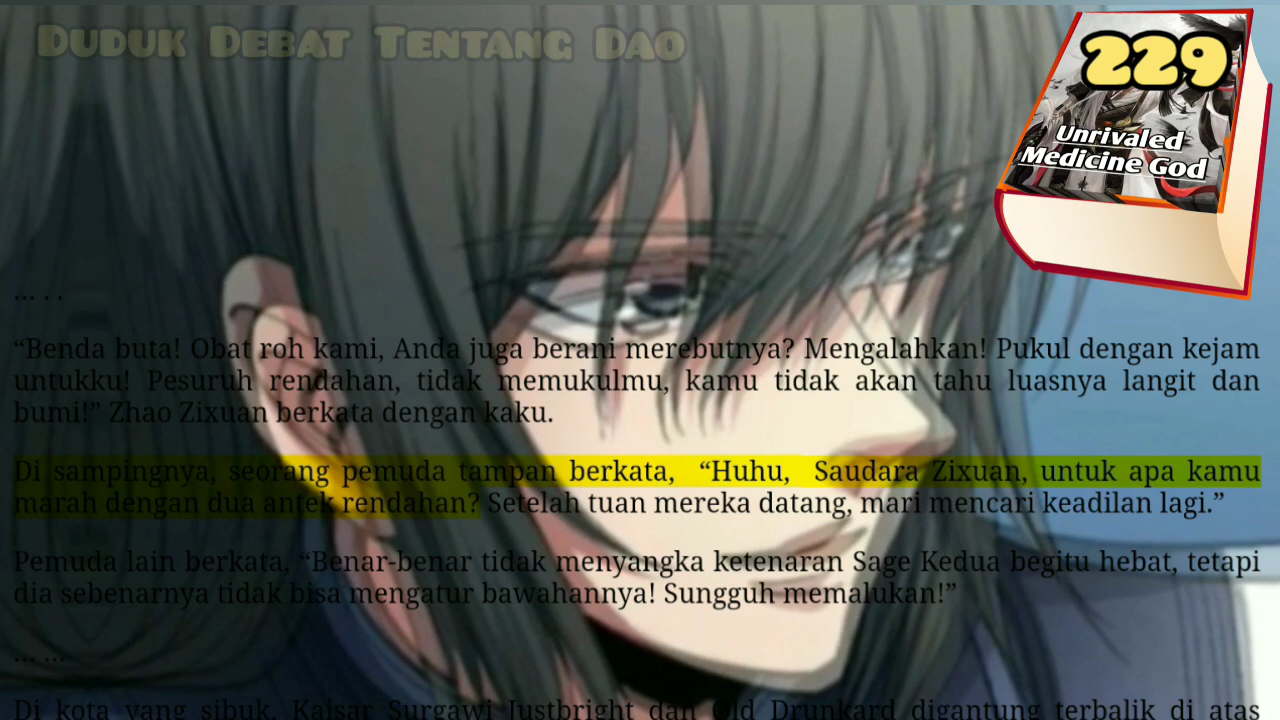 Duduk Debat Tentang Dao
229
Unrivaled
Medicine God
... . .
“Benda buta! Obat roh kami, Anda juga berani merebutnya? Mengalahkan! Pukul dengan kejam
untukku! Pesuruh rendahan, tidak memukulmu, kamu tidak akan tahu luasnya langit dan
bumi!” Zhao Zixuan berkata dengan kaku.
Di sampingnya, seorang pemuda tampan berkata, “Huhu, Saudara Zixuan, untuk apa kamu
marah dengan dua antek rendahan? Setelah tuan mereka datang, mari mencari keadilan lagi.”
Pemuda lain berkata, “Benar-benar tidak menyangka ketenaran Sage Kedua begitu hebat, tetapi
dia sebenarnya tidak bisa mengatur bawahannya! Sungguh memalukan!”
... ...
Di kota yang sibuk, Kaisar Surgawi Justbright dan Old Drunkard digantung terbalik di atas